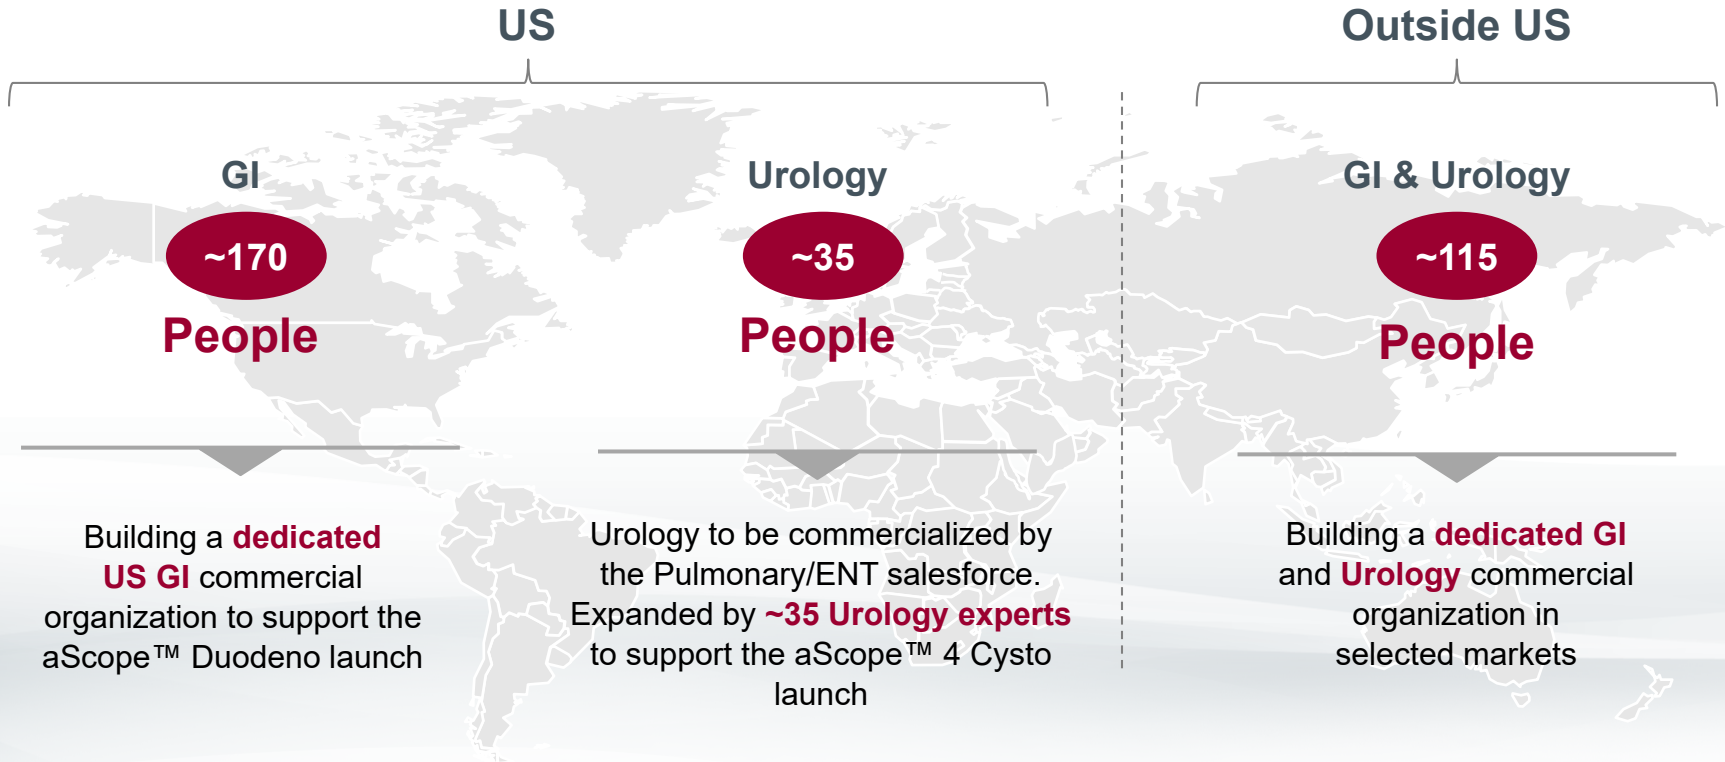 US
Outside US
GI
~170
People
Building a dedicated
US GI commercial
organization to support the
aScope™ Duodeno launch
Urology
~35
People
Urology to be commercialized by
the Pulmonary/ENT salesforce.
Expanded by ~35 Urology experts
to support the aScope™ 4 Cysto
launch
GI & Urology
~115
People
Building a dedicated GI
and Urology commercial
organization in
selected markets